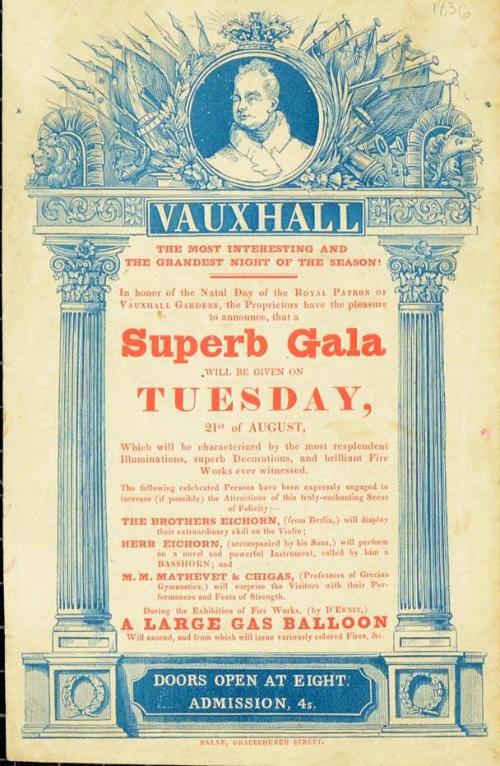 1836
VAUXHALL
THE MOST INTERESTING AND
THE GRANDEST NIGHT OF THE SEASON!
In honor of the Natal Day of the ROYAL PATRON OF
VAUXHALL GARDENS, the Proprietors have the pleasure
to announce, that a
Superb Gala
WILL BE GIVEN ON
TUESDAY,
21st of AUGUST,
Which will be characterized by the most resplendent
Illuminations, superb Decorations, and brilliant Fire
Works ever witnessed.
The following celebrated Persons have been expressly engaged to
increase (if possible) the Attractions of this truly-enchanting Scene
of Felicity:—
THE BROTHERS EICHORN, (from Berlin,) will display
their extraordinary skill on the Violin;
HERR EICHORN, (accompanied by his Sons,) will perform
on a novel and powerful Instrument, called by him a
BASSHORN; and
M. M. MATHEVET & CHIGAS, (Professors of Grecian
Gymnastics,) will surprise the Visitors with their Per-
formances and Feats of Strength.
During the Exhibition of Fire Works, (by D'ERNST,)
A LARGE GAS BALLOON
Will ascend, and from which will issue variously colored Fires, &c.
DOORS OPEN AT EIGHT.
ADMISSION, 4s.
BALNE, GRACECHURCH STREET.